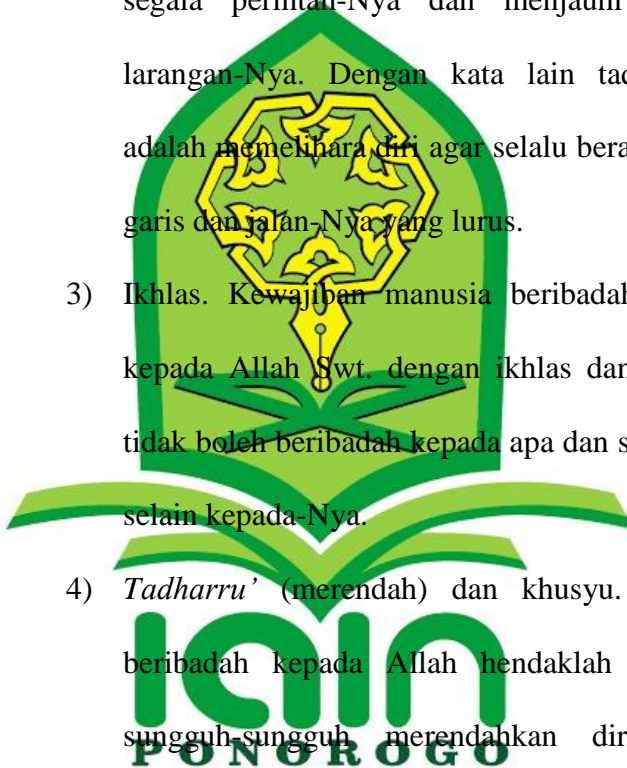 segala perintah-Nya dan menjauhi
larangan-Nya. Dengan kata lain
adalah memelihara diri agar selalu
garis dan jalan-Nya yang lurus.
3) Ikhlas. Kewajiban manusia beribadah
kepada Allah Swt. dengan ikhlas dan
tidak boleh beribadah kepada apa dan
selain kepada-Nya.
4) Tadharru’ (merendah) dan khusyu.
beribadah kepada Allah hendaklah
sungguh-sungguh merendahkan
iain
PONOROGO